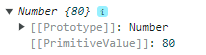 ▼ Number {80} i
▶ [[Prototype]]: Number
[[PrimitiveValue]]: 80